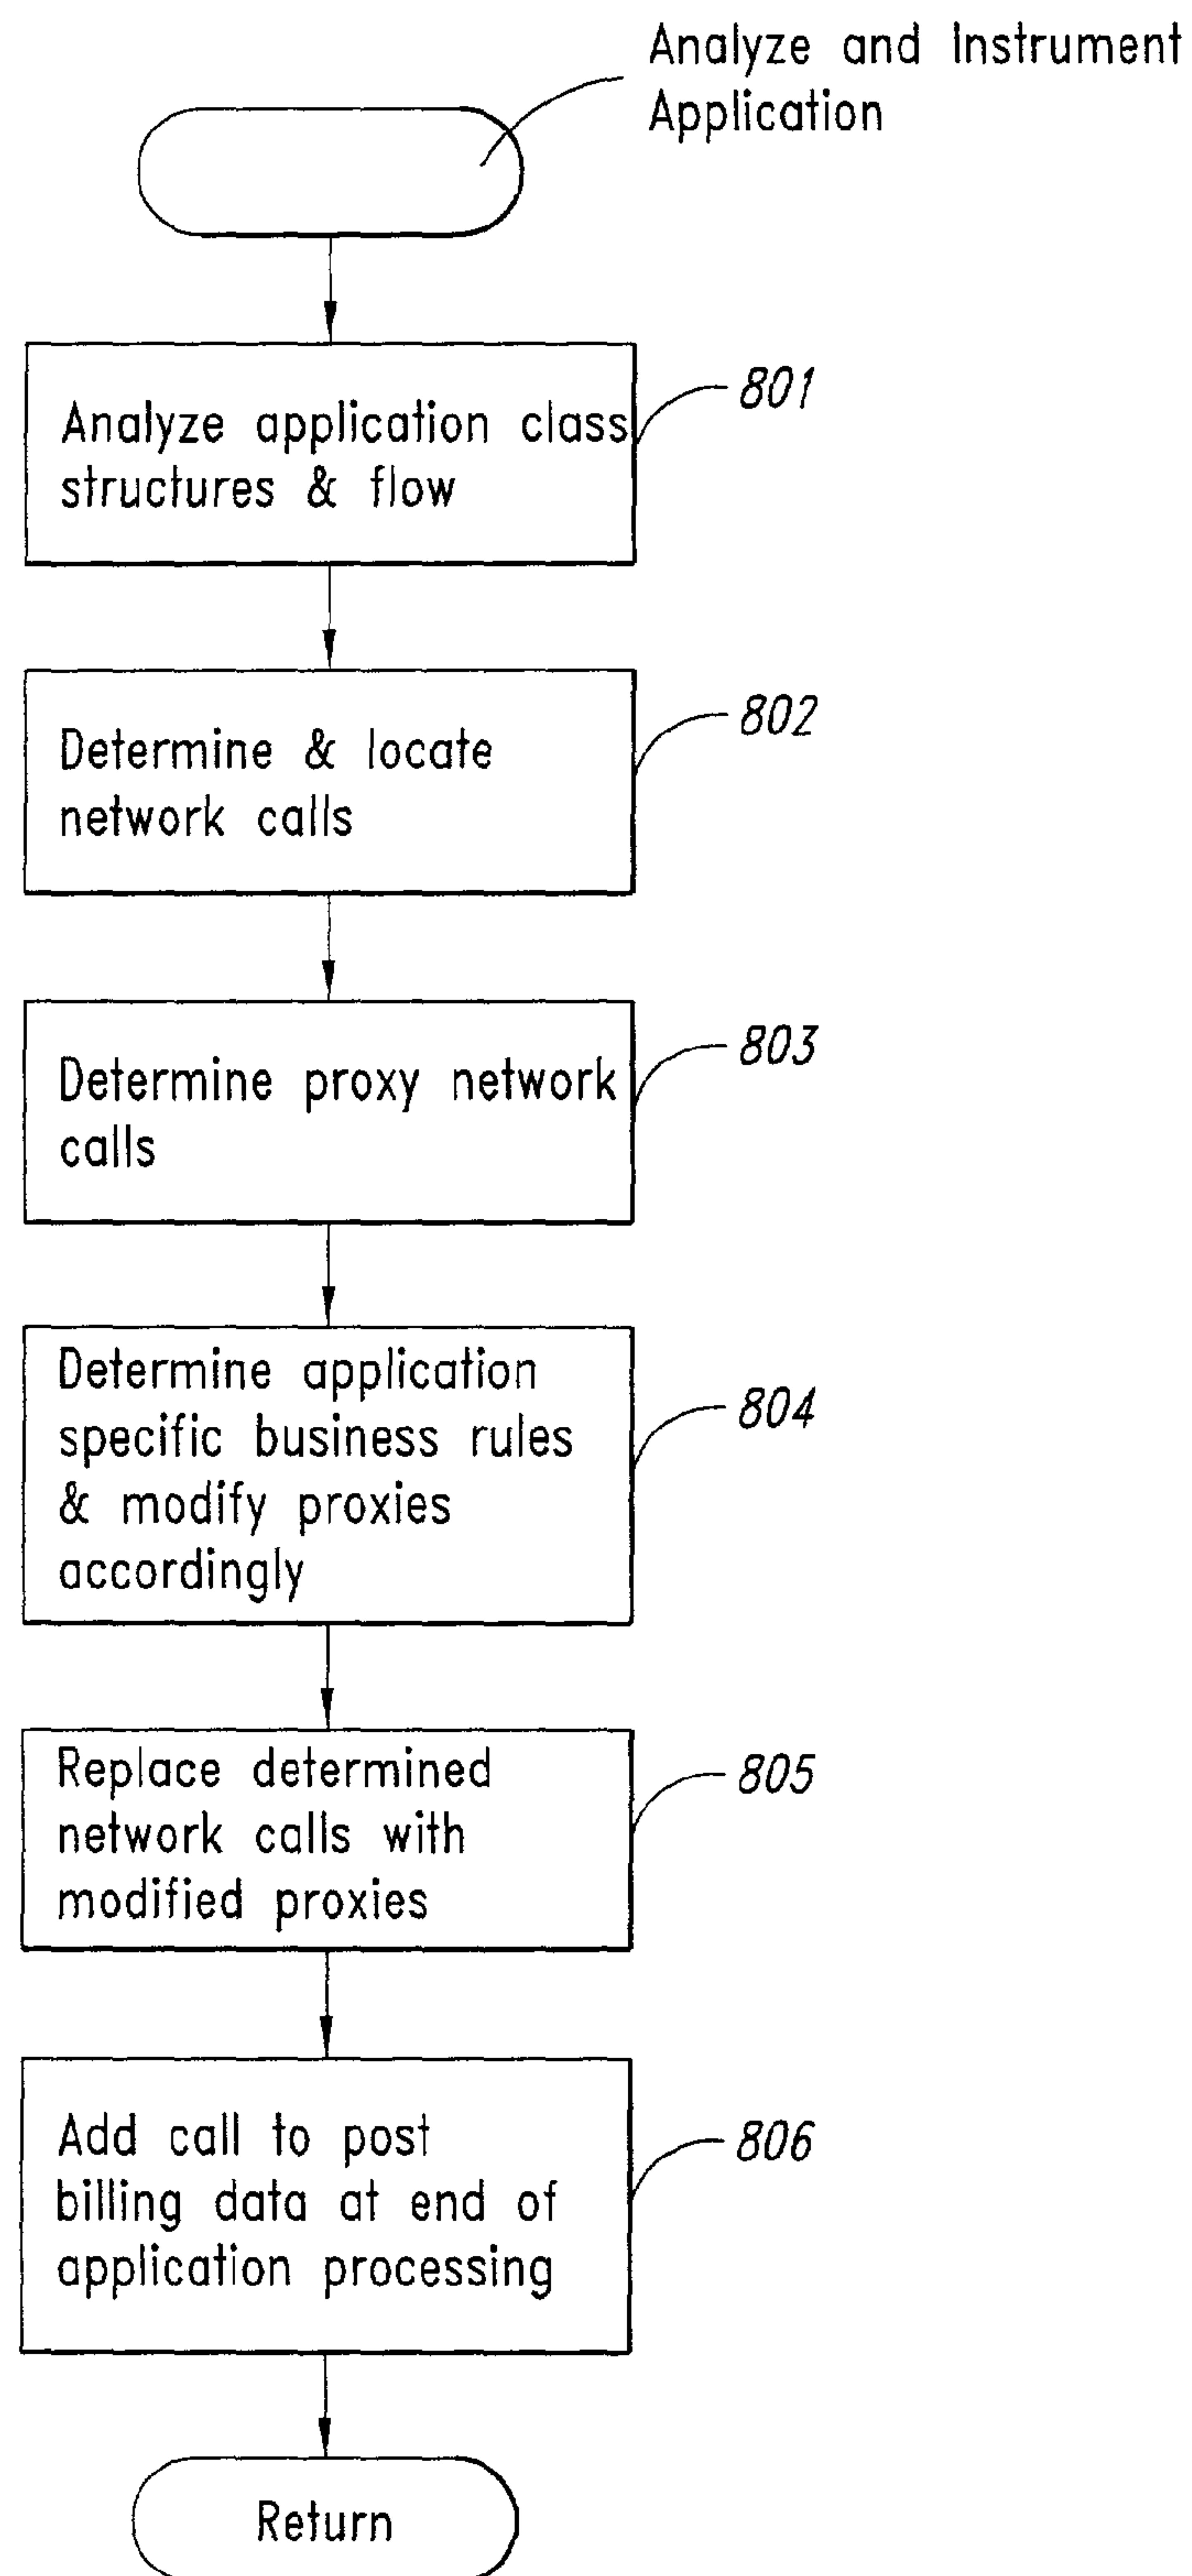 Analyze and Instrument
Application
801
Analyze application class
structures & flow
802
Determine & locate
network calls
803
Determine proxy network
calls
804
Determine application
specific business rules
& modify proxies
accordingly
805
Replace determined
network calls with
modified proxies
806
Add call to post
billing data at end of
application processing
Return